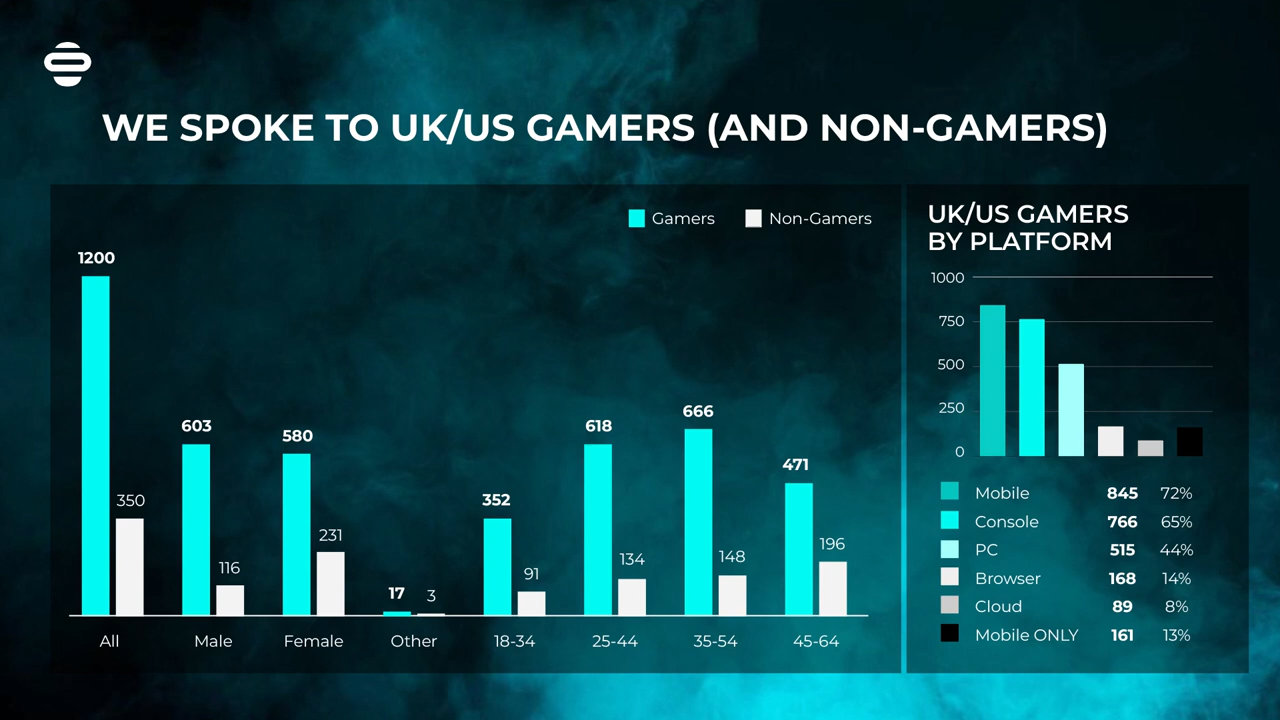 WE SPOKE TO UK/US GAMERS (AND NON-GAMERS)
Gamers Non-Gamers
1200
350
603
116
580
231
17
3
352
91
618
134
666
148
471
196
All Male Female Other 18-34 25-44 35-54 45-64
UK/US GAMERS
BY PLATFORM
1000
750
500
250
0
Mobile 845 72%
Console 766 65%
PC 515 44%
Browser 168 14%
Cloud 89 8%
Mobile ONLY 161 13%